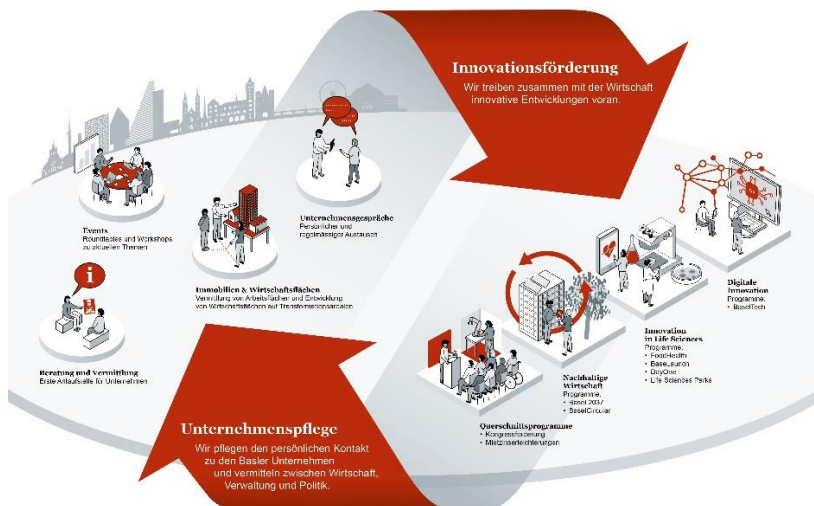 Innovationsförderung
Wir treiben zusammen mit der Wirtschaft
innovative Entwicklungen voran.
Unternehmensgespräche
Persönlicher und
regelmässiger Austausch
Events
Roundtables und Workshops
zu aktuellen Themen
Immobilien & Wirtschaftsflächen
Vermittlung von Arbeitsflächen und Entwicklung
von Wirtschaftsflächen auf Transformationsarealen
i
Beratung und Vermittlung
Erste Anlaufstelle für Unternehmen
Digitale
Innovation
Programme:
• BaselTech
Innovation
in Life Sciences
Programme:
• FoodHealth
• BaseLaunch
• DayOne
• Life Sciences Parks
Nachhaltige
Wirtschaft
Programme:
• Basel 2037
• BaselCircular
Querschnittsprogramme
• Kongressförderung
• Mietzinserleichterungen
Unternehmenspflege
Wir pflegen den persönlichen Kontakt
zu den Basler Unternehmen
und vermitteln zwischen Wirtschaft,
Verwaltung und Politik.